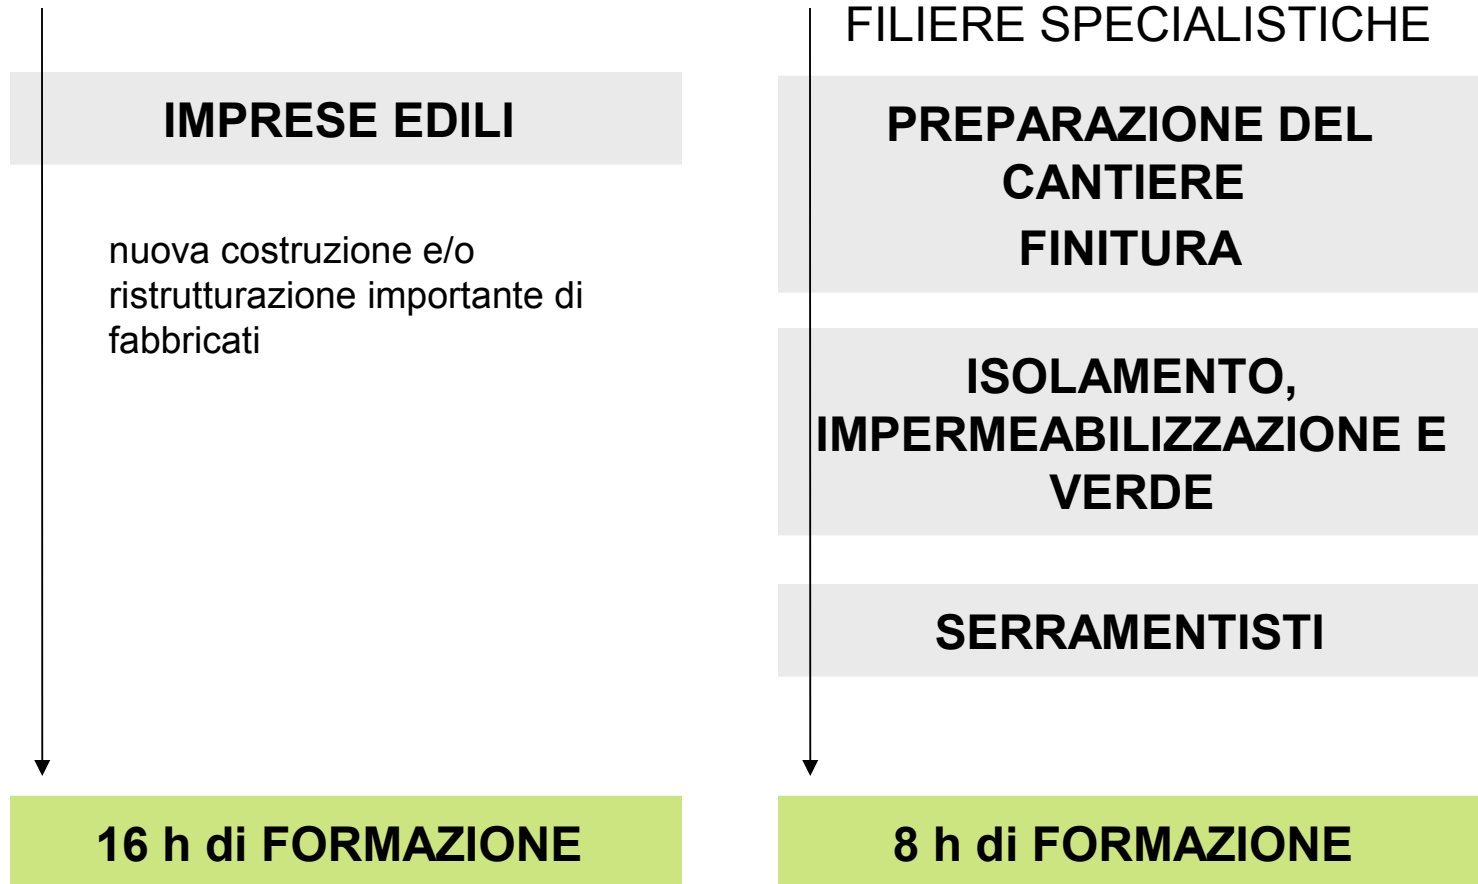 IMPRESE EDILI
nuova costruzione e/o
ristrutturazione importante di
fabbricati
16 h di FORMAZIONE
FILIERE SPECIALISTICHE
PREPARAZIONE DEL
CANTIERE
FINITURA
ISOLAMENTO,
IMPERMEABILIZZAZIONE E
VERDE
SERRAMENTISTI
8 h di FORMAZIONE